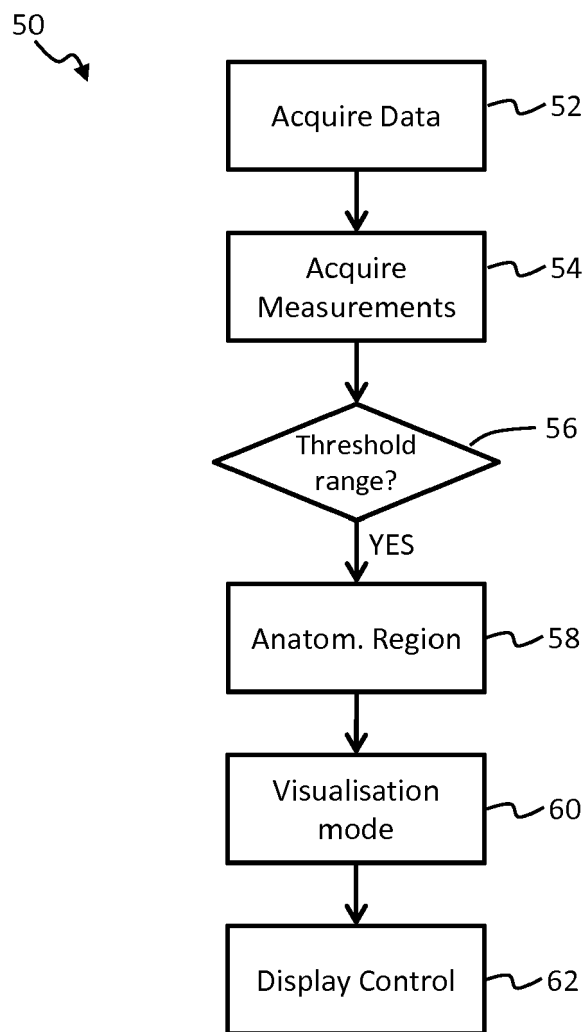 50
Acquire Data
52
Acquire
Measurements
54
Threshold
range?
56
YES
Anatom. Region
58
Visualisation
mode
60
Display Control
62